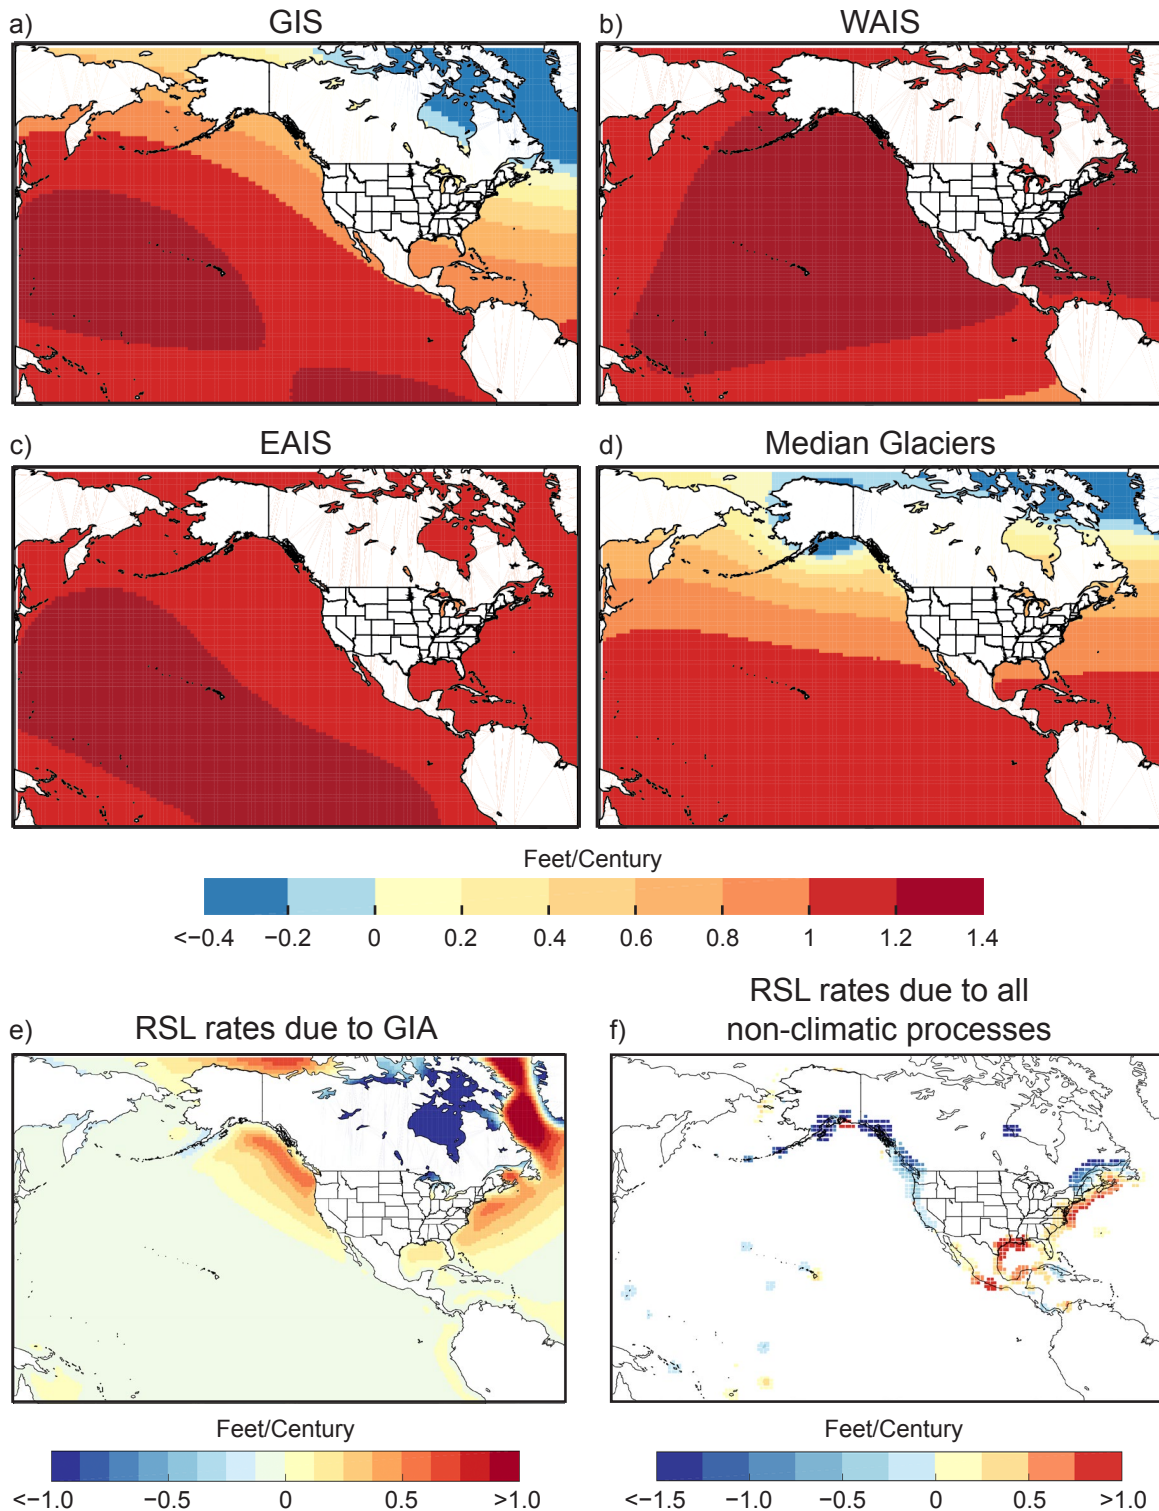 a) GIS
b) WAIS
c) EAIS
d) Median Glaciers
Feet/Century
<−0.4 −0.2 0 0.2 0.4 0.6 0.8 1 1.2 1.4
e) RSL rates due to GIA
f) RSL rates due to all
non-climatic processes
Feet/Century
<−1.0 −0.5 0 0.5 >1.0
Feet/Century
<−1.5 −1.0 −0.5 0 0.5 >1.0